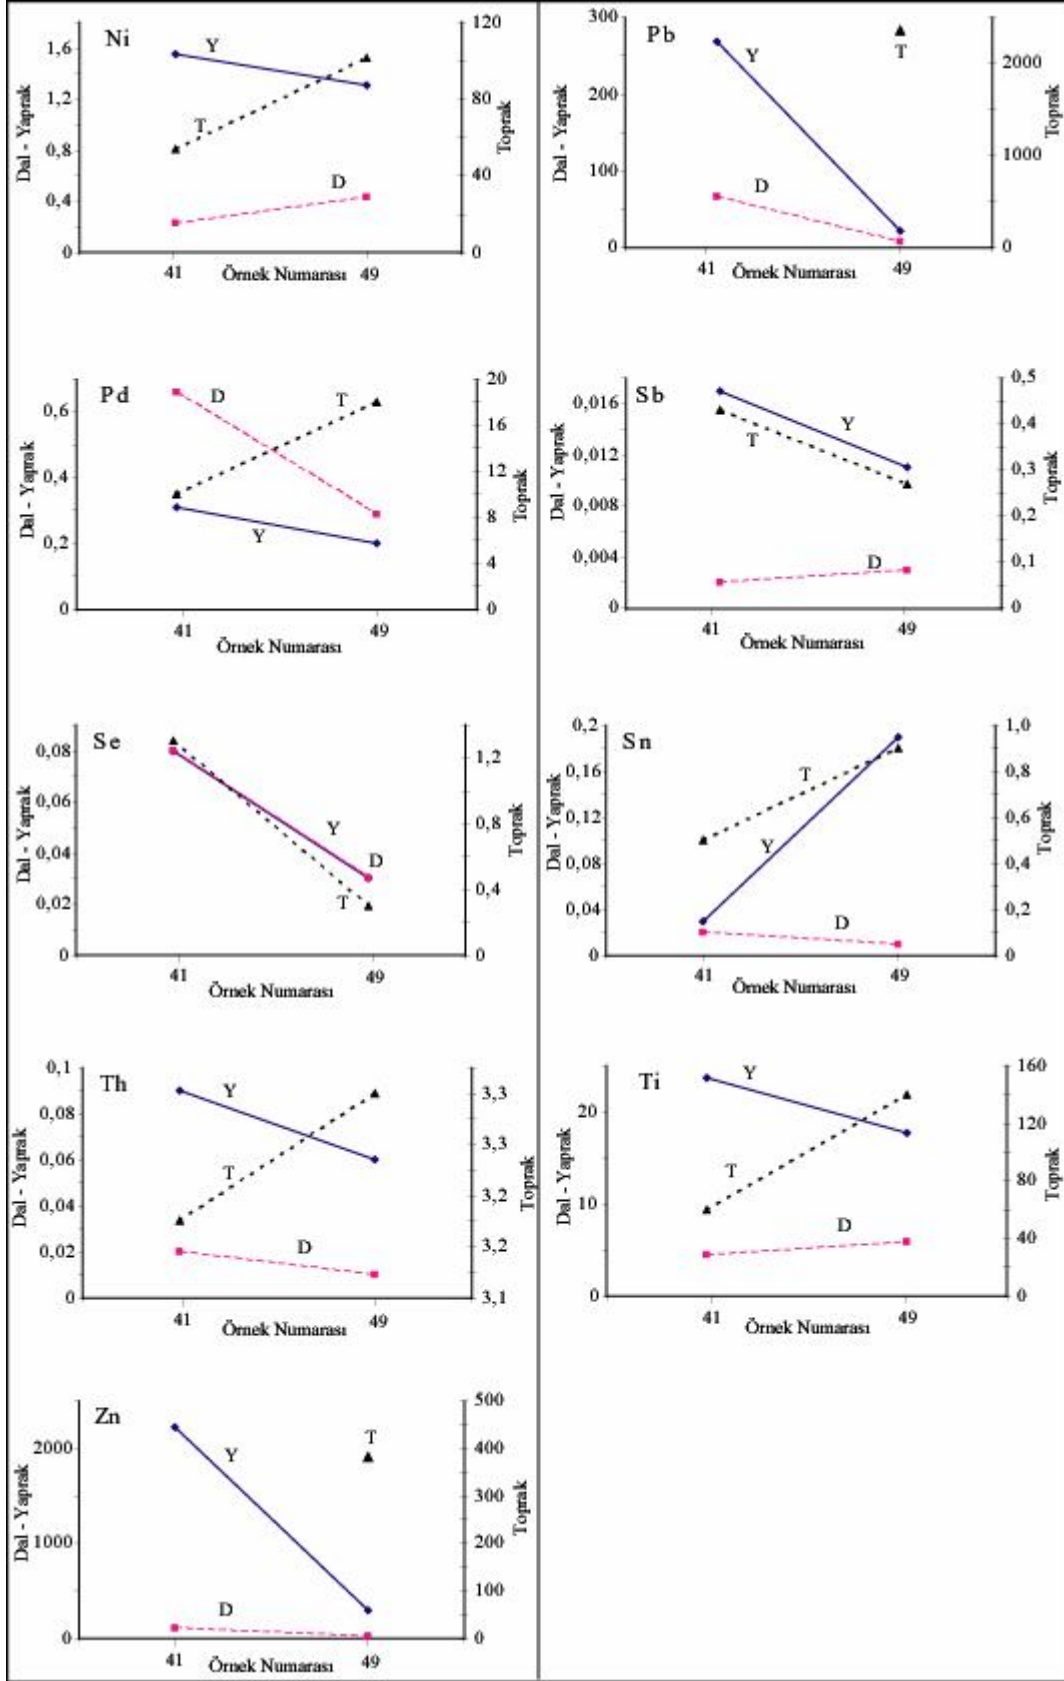 Ni
Y
T
D
Dal - Yaprak
Toprak
1,6
1,2
0,8
0,4
0
120
80
40
0
41
49
Örnek Numarası
Pb
Y
T
D
Dal - Yaprak
Toprak
300
200
100
0
2000
1000
0
41
49
Örnek Numarası
Pd
D
T
Y
Dal - Yaprak
Toprak
0,6
0,4
0,2
0
20
16
12
8
4
0
41
49
Örnek Numarası
Sb
Y
T
D
Dal - Yaprak
Toprak
0,016
0,012
0,008
0,004
0
0,5
0,4
0,3
0,2
0,1
0
41
49
Örnek Numarası
Se
Y
D
T
Dal - Yaprak
Toprak
0,08
0,06
0,04
0,02
0
1,2
0,8
0,4
0
41
49
Örnek Numarası
Sn
T
Y
D
Dal - Yaprak
Toprak
0,2
0,16
0,12
0,08
0,04
0
1,0
0,8
0,6
0,4
0,2
0
41
49
Örnek Numarası
Th
Y
T
D
Dal - Yaprak
Toprak
0,1
0,08
0,06
0,04
0,02
0
3,3
3,3
3,2
3,2
3,1
41
49
Örnek Numarası
Ti
Y
T
D
Dal - Yaprak
Toprak
20
10
0
160
120
80
40
0
41
49
Örnek Numarası
Zn
Y
T
D
Dal - Yaprak
Toprak
2000
1000
0
500
400
300
200
100
0
41
49
Örnek Numarası